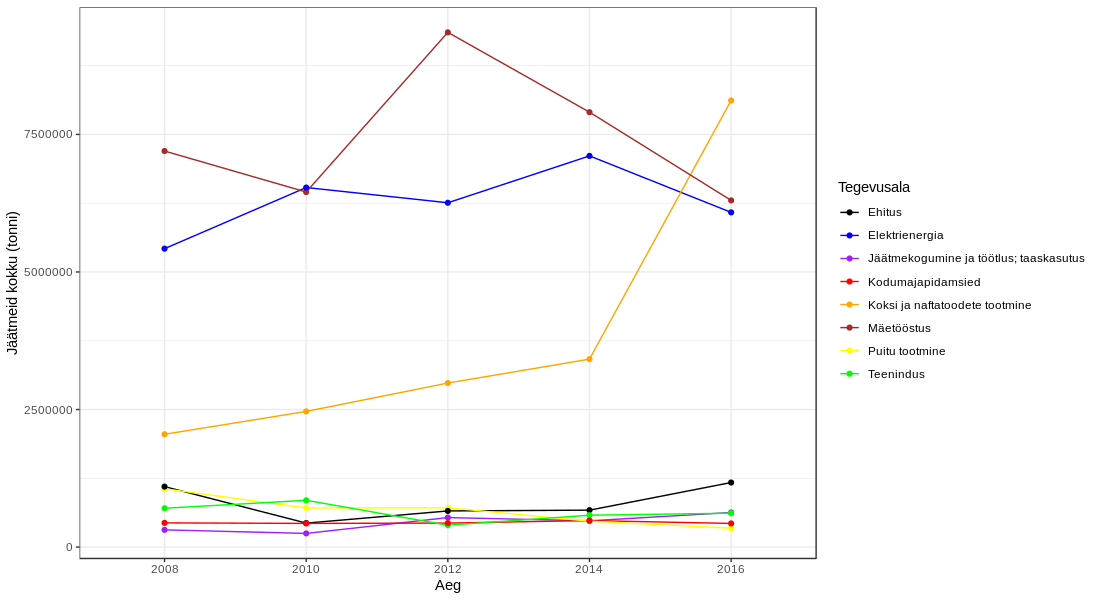 Jäätmeid kokku (tonni)
7500000
5000000
2500000
0
2008
2010
2012
2014
2016
Aeg
Tegevusala
Ehitus
Elektrienergia
Jäätmekogumine ja töötlus; taaskasutus
Kodumajapidamsied
Koksi ja naftatoodete tootmine
Mäetööstus
Puitu tootmine
Teenindus